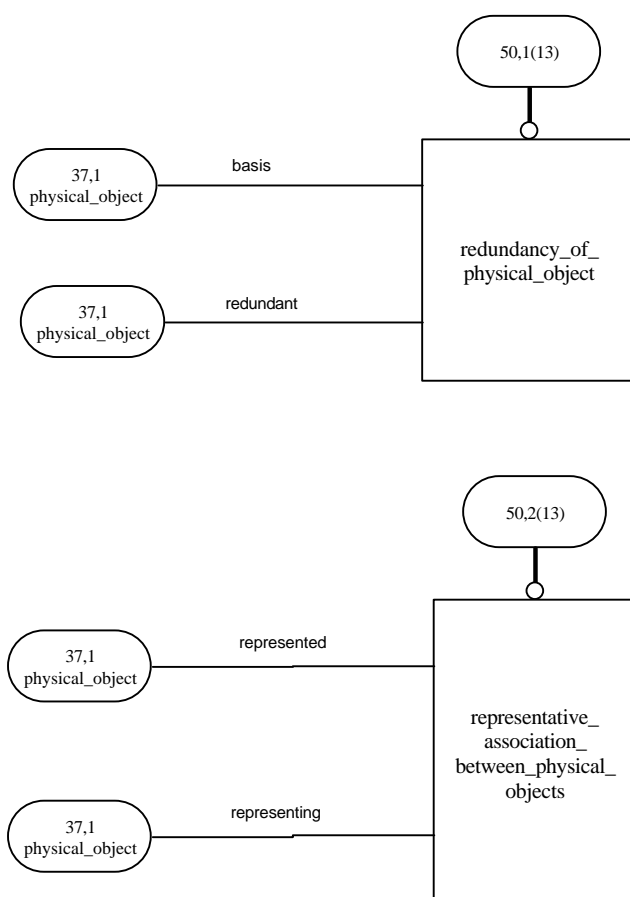 50,1(13)
37,1
physical_object
basis
redundancy_of_
physical_object
37,1
physical_object
redundant
50,2(13)
37,1
physical_object
represented
representative_
association_
between_physical_
objects
37,1
physical_object
representing